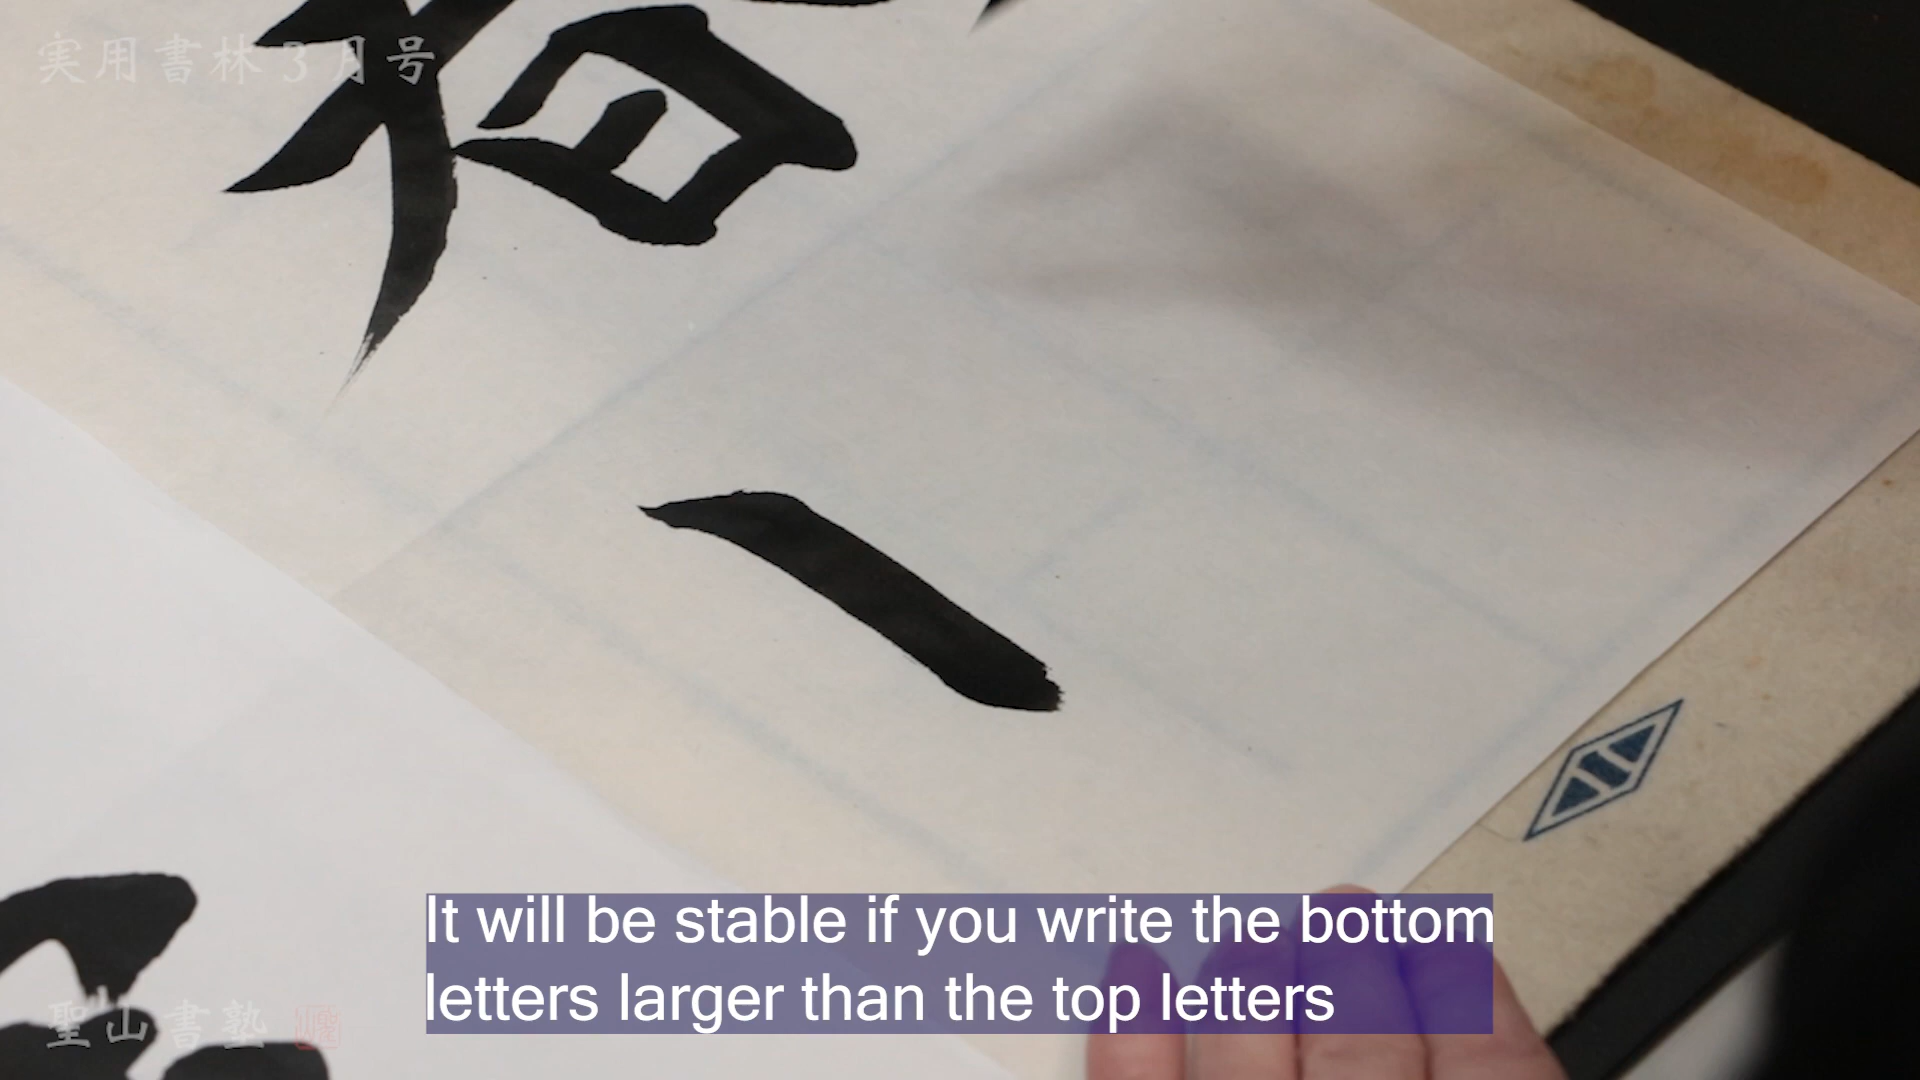 実用書林3月号
一
It will be stable if you write the bottom
letters larger than the top letters
聖山書塾